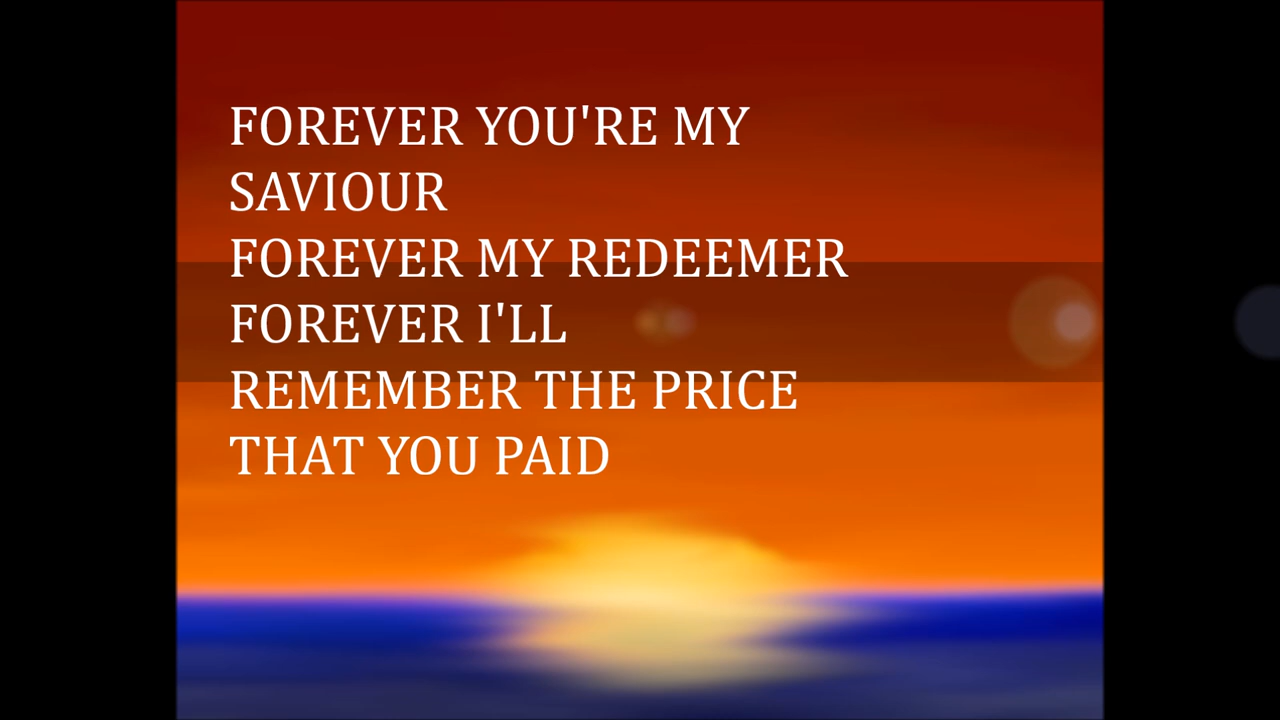 FOREVER YOU'RE MY
SAVIOUR
FOREVER MY REDEEMER
FOREVER I'LL
REMEMBER THE PRICE
THAT YOU PAID